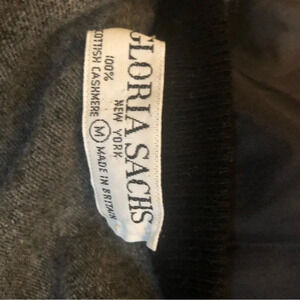 GLORIA SACHS
NEW YORK
100% Ⓜ MADE IN BRITAIN
SCOTTISH CASHMERE